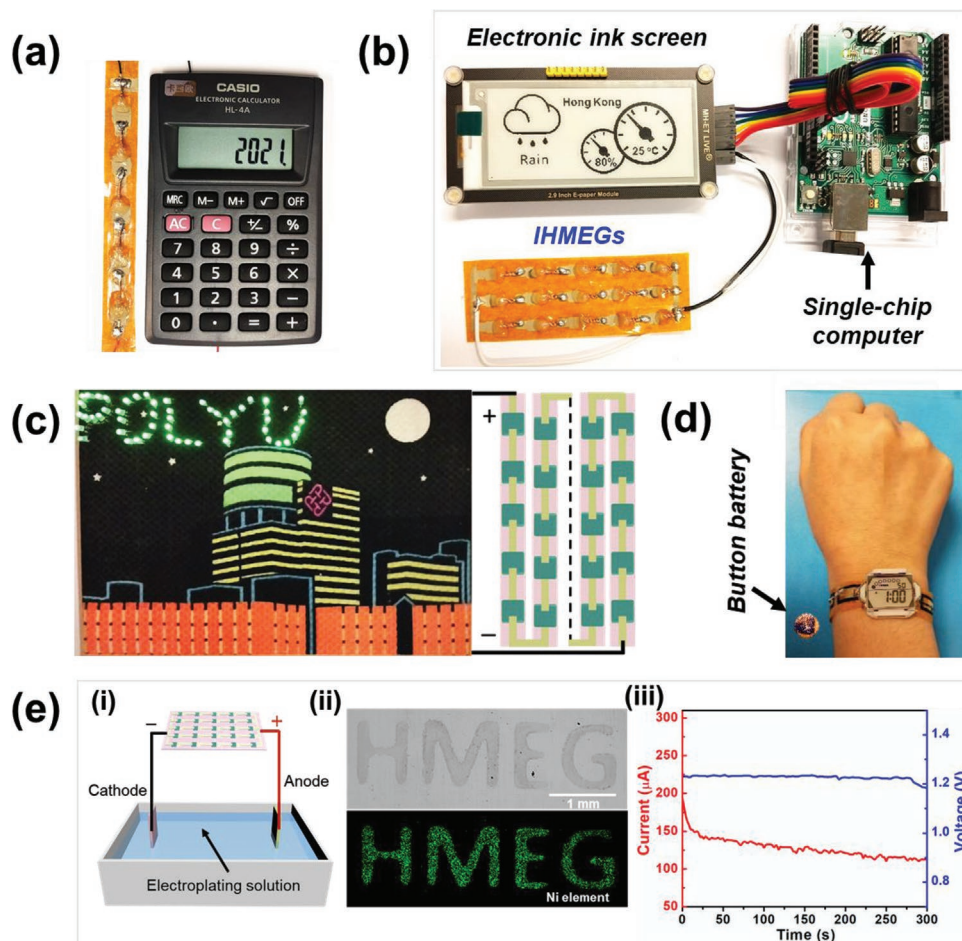 (a)
CASIO
ELECTRONIC CALCULATOR
HL-4A
2021.
MRC M− M+ √ OFF
AC C +/− %
7 8 9 ÷
4 5 6 ×
1 2 3 −
0 · = +
(b)
Electronic ink screen
Hong Kong
Rain
80%
25 °C
MH-ET LIVE®
2.9 Inch E-paper Module
IHMEGs
Single-chip
computer
(c)
POLYU
+
−
(d)
Button battery
50
1:00
(e)
(i)
−
+
Cathode
Anode
Electroplating solution
(ii)
HMEG
1 mm
HMEG
Ni element
(iii)
Current (µA)
300
250
200
150
100
50
Voltage (V)
1.4
1.2
1.0
0.8
0 50 100 150 200 250 300
Time (s)